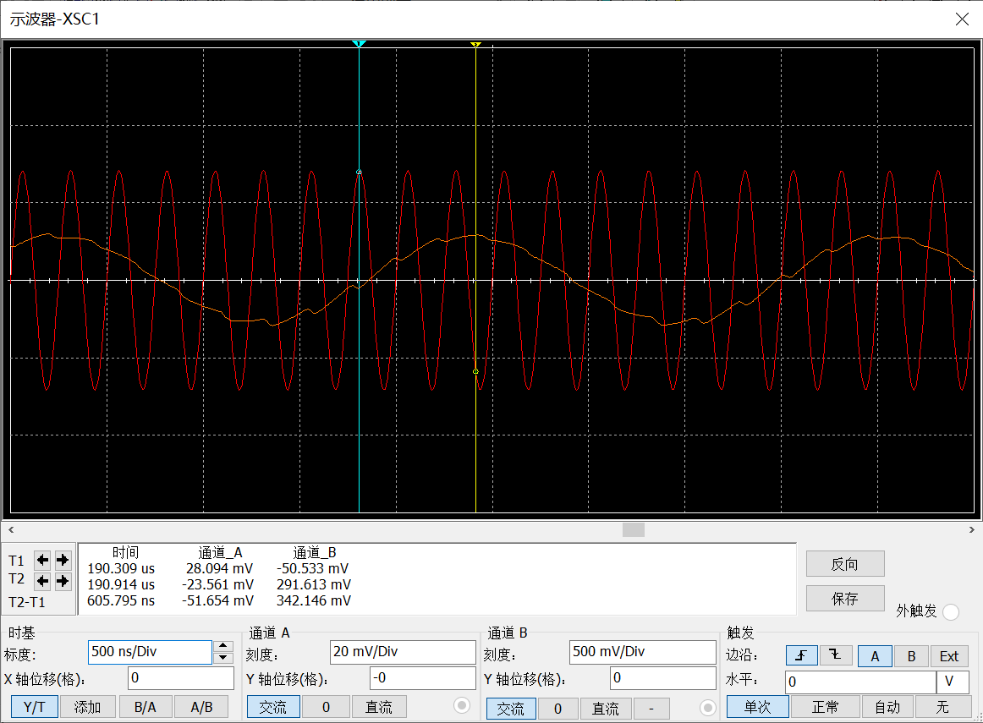 示波器-XSC1
时间 通道_A 通道_B
T1 190.309 us 28.094 mV -50.533 mV
T2 190.914 us -23.561 mV 291.613 mV
T2-T1 605.795 ns -51.654 mV 342.146 mV
反向
保存
外触发
时基
标度: 500 ns/Div
X 轴位移(格): 0
Y/T 添加 B/A A/B
通道 A
刻度: 20 mV/Div
Y 轴位移(格): -0
交流 0 直流
通道 B
刻度: 500 mV/Div
Y 轴位移(格): 0
交流 0 直流 -
触发
边沿: A B Ext
水平: 0 V
单次 正常 自动 无